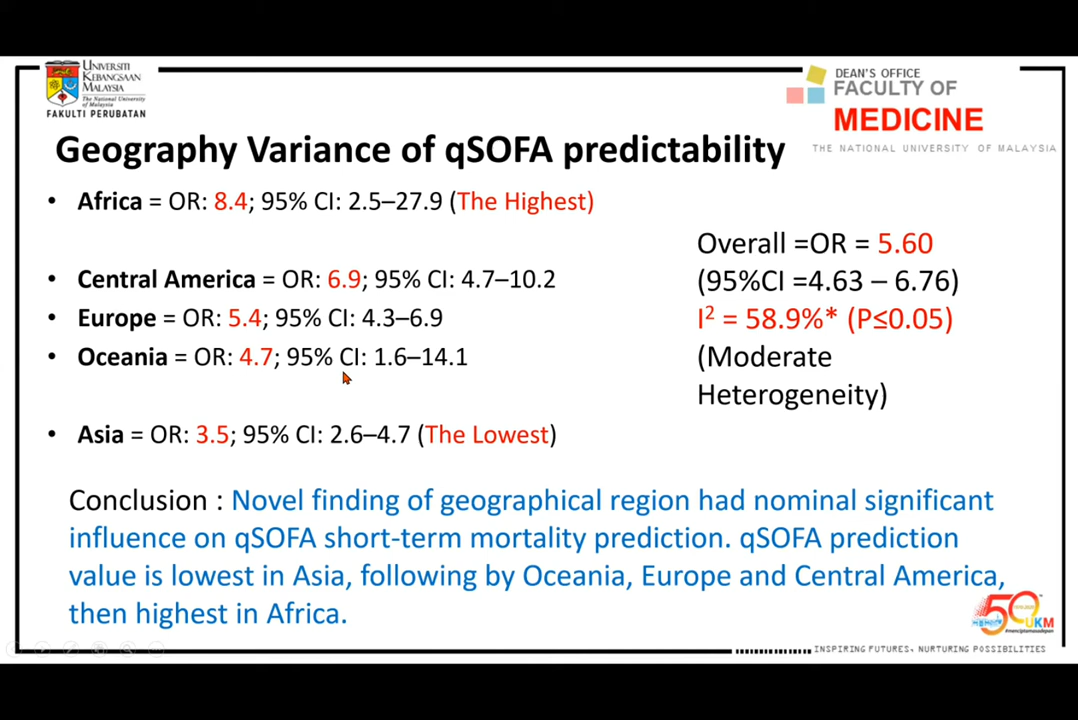 UNIVERSITI
KEBANGSAAN
MALAYSIA
The National University
of Malaysia
FAKULTI PERUBATAN
DEAN'S OFFICE
FACULTY OF
MEDICINE
THE NATIONAL UNIVERSITY OF MALAYSIA
Geography Variance of qSOFA predictability
• Africa = OR: 8.4; 95% CI: 2.5–27.9 (The Highest)
• Central America = OR: 6.9; 95% CI: 4.7–10.2
• Europe = OR: 5.4; 95% CI: 4.3–6.9
• Oceania = OR: 4.7; 95% CI: 1.6–14.1
• Asia = OR: 3.5; 95% CI: 2.6–4.7 (The Lowest)
Overall =OR = 5.60
(95%CI =4.63 – 6.76)
I² = 58.9%* (P≤0.05)
(Moderate
Heterogeneity)
Conclusion : Novel finding of geographical region had nominal significant
influence on qSOFA short-term mortality prediction. qSOFA prediction
value is lowest in Asia, following by Oceania, Europe and Central America,
then highest in Africa.
50
UKM
INSPIRING FUTURES, NURTURING POSSIBILITIES